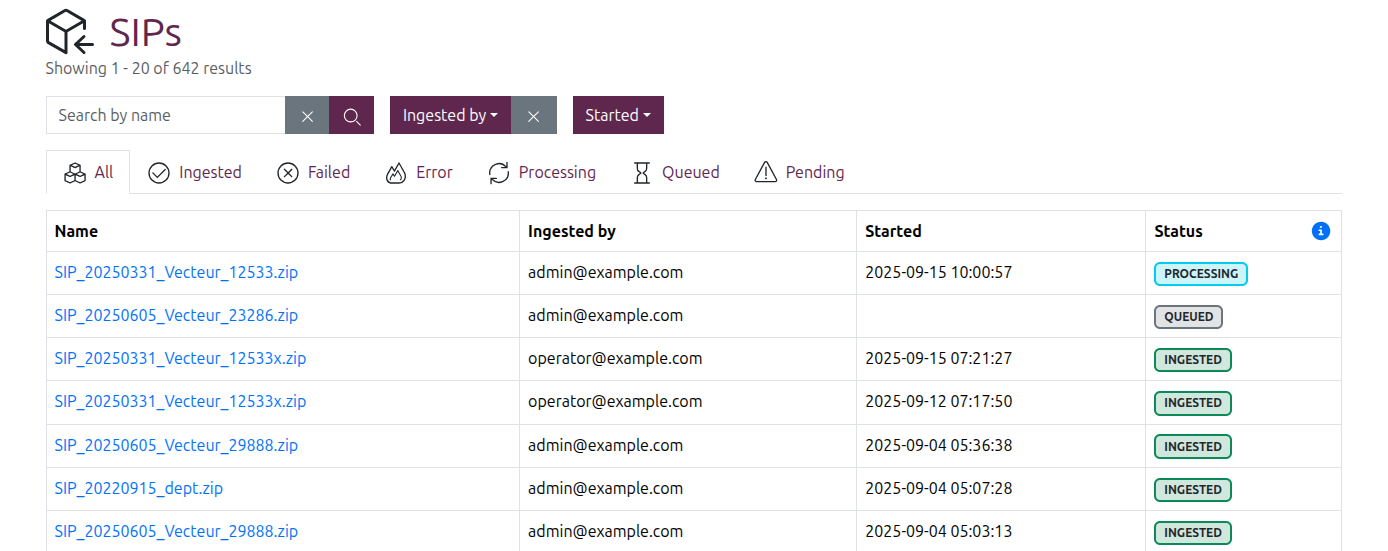 SIPs
Showing 1 - 20 of 642 results
Search by name Ingested by Started
All Ingested Failed Error Processing Queued Pending
Name Ingested by Started Status
SIP_20250331_Vecteur_12533.zip admin@example.com 2025-09-15 10:00:57 PROCESSING
SIP_20250605_Vecteur_23286.zip admin@example.com QUEUED
SIP_20250331_Vecteur_12533x.zip operator@example.com 2025-09-15 07:21:27 INGESTED
SIP_20250331_Vecteur_12533x.zip operator@example.com 2025-09-12 07:17:50 INGESTED
SIP_20250605_Vecteur_29888.zip admin@example.com 2025-09-04 05:36:38 INGESTED
SIP_20220915_dept.zip admin@example.com 2025-09-04 05:07:28 INGESTED
SIP_20250605_Vecteur_29888.zip admin@example.com 2025-09-04 05:03:13 INGESTED